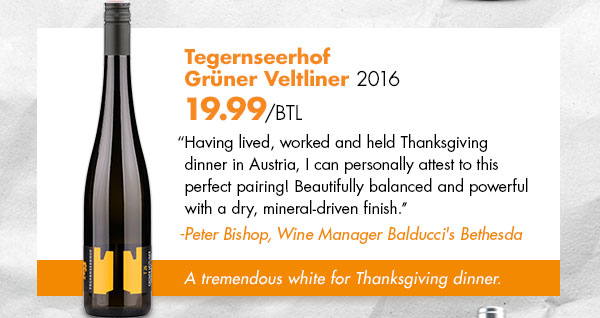 Tegernseerhof
Grüner Veltliner 2016
19.99/BTL
“Having lived, worked and held Thanksgiving
dinner in Austria, I can personally attest to this
perfect pairing! Beautifully balanced and powerful
with a dry, mineral-driven finish.”
-Peter Bishop, Wine Manager Balducci's Bethesda
A tremendous white for Thanksgiving dinner.